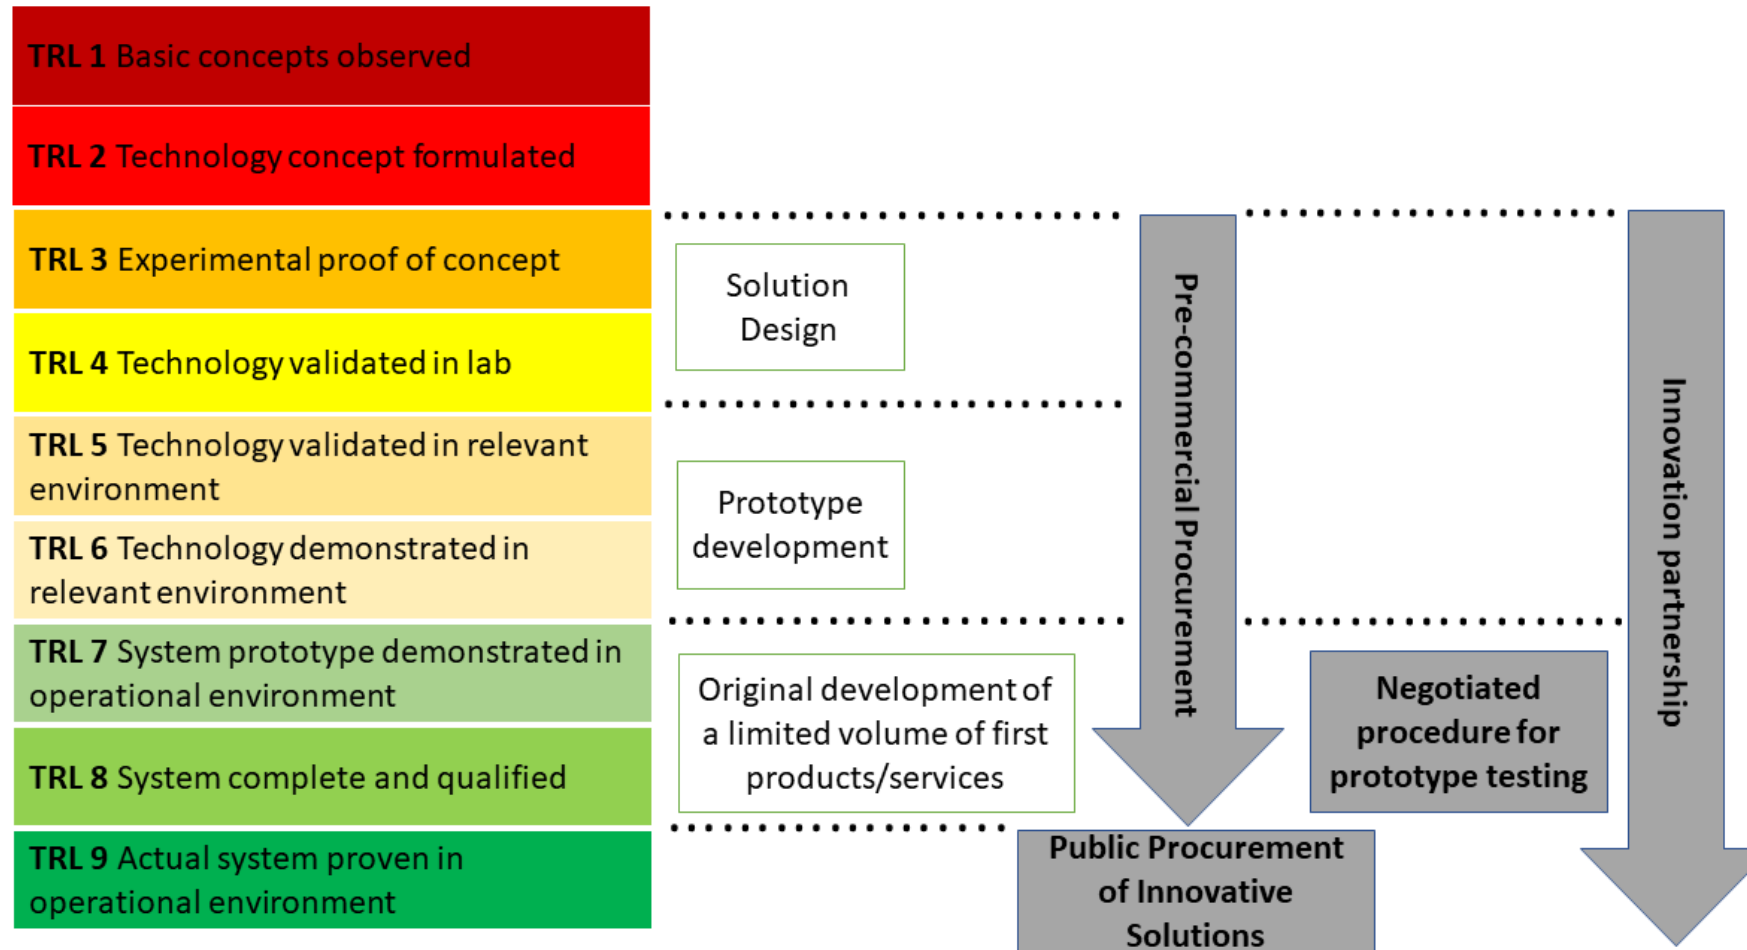 TRL 1 Basic concepts observed
TRL 2 Technology concept formulated
TRL 3 Experimental proof of concept
TRL 4 Technology validated in lab
TRL 5 Technology validated in relevant
environment
TRL 6 Technology demonstrated in
relevant environment
TRL 7 System prototype demonstrated in
operational environment
TRL 8 System complete and qualified
TRL 9 Actual system proven in
operational environment
Solution
Design
Prototype
development
Original development of
a limited volume of first
products/services
Pre-commercial Procurement
Public Procurement
of Innovative
Solutions
Negotiated
procedure for
prototype testing
Innovation partnership